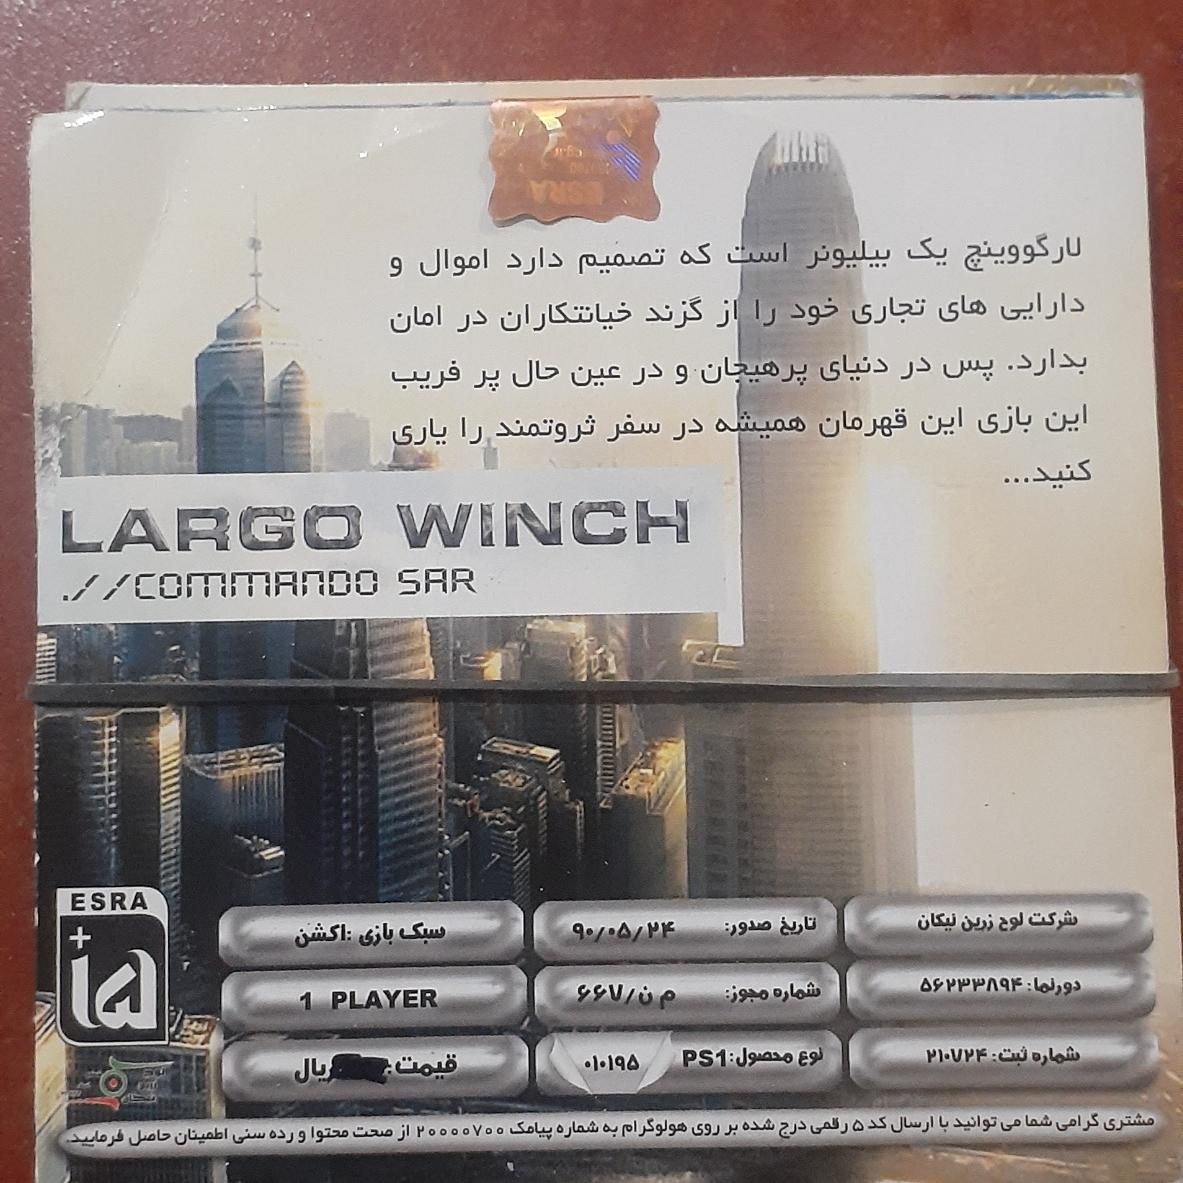 ESRA
لارگووینچ یک بیلیونر است که تصمیم دارد اموال و
دارایی های تجاری خود را از گزند خیانتکاران در امان
بدارد. پس در دنیای پرهیجان و در عین حال پر فریب
این بازی این قهرمان همیشه در سفر ثروتمند را یاری
کنید...
LARGO WINCH
.//COMMANDO SAR
ESRA
+۱۵
شرکت لوح زرین نیکان
تاریخ صدور: ۹۰/۰۵/۲۴
سبک بازی :اکشن
دورنما: ۵۶۲۳۳۸۹۴
شماره مجوز: م ن/۶۶۷
1 PLAYER
شماره ثبت: ۲۱۰۷۲۴
نوع محصول:PS1
۰۱۰۱۹۵
قیمت: ریال
مشتری گرامی شما می توانید با ارسال کد ۵ رقمی درج شده بر روی هولوگرام به شماره پیامک ۲۰۰۰۰۷۰۰ از صحت محتوا و رده سنی اطمینان حاصل فرمایید.